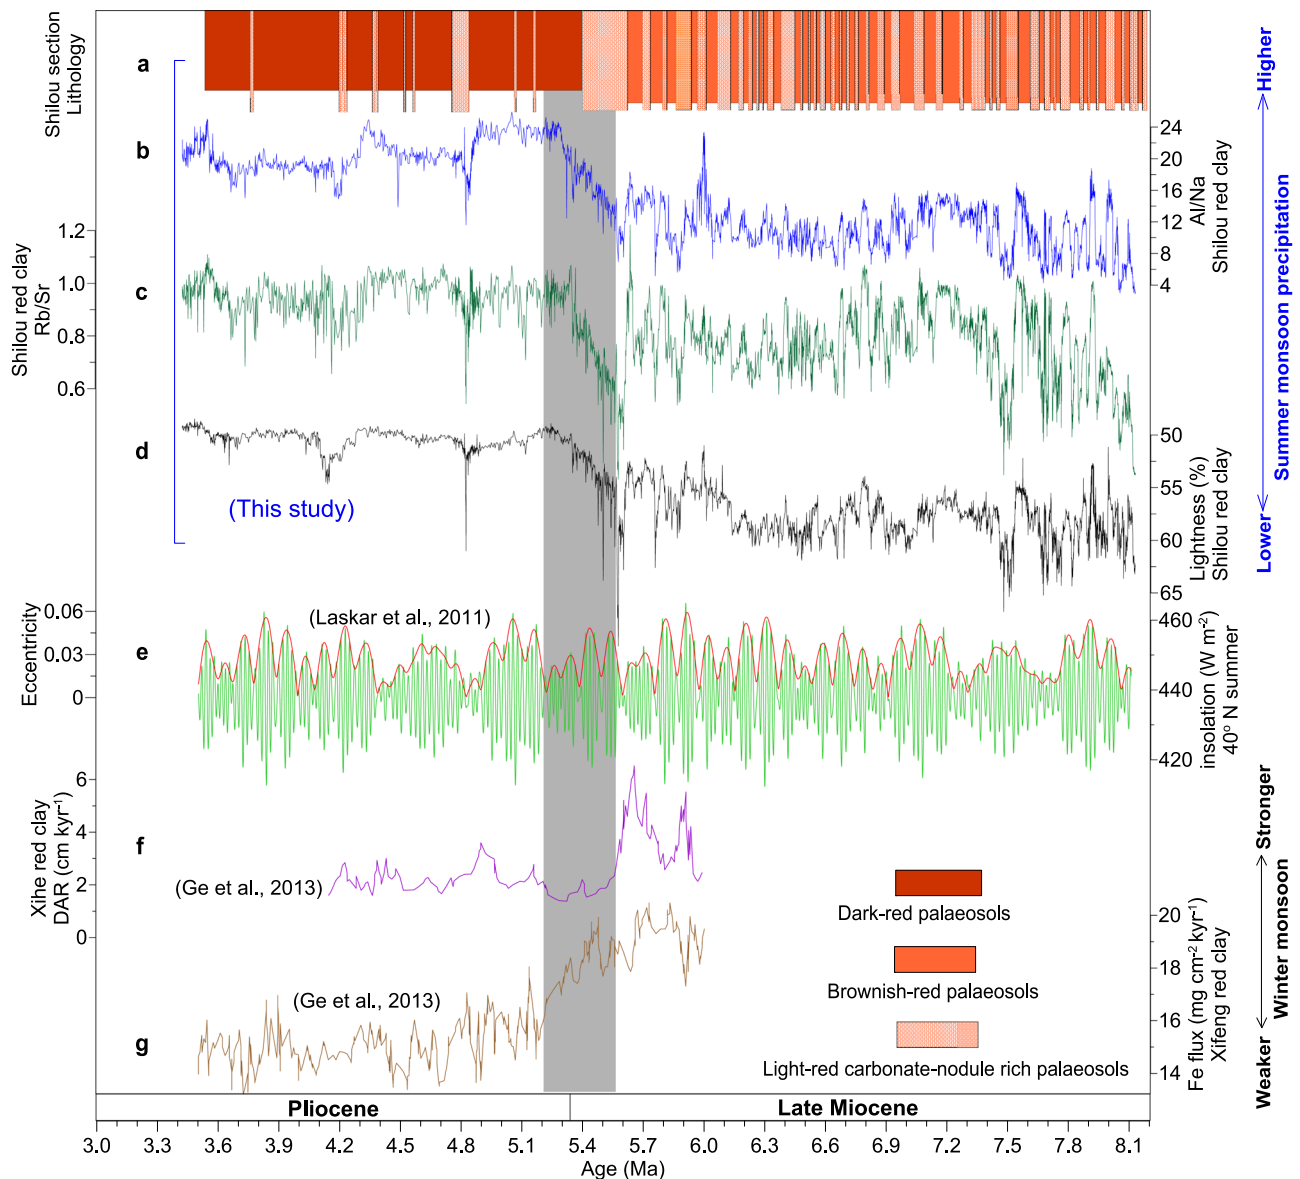 Shilou section
Lithology
a
b
c
d
e
f
g
Higher
Summer monsoon precipitation
Lower
24
20
16
12
8
4
Al/Na
Shilou red clay
1.2
1.0
0.8
0.6
Shilou red clay
Rb/Sr
50
55
60
65
Lightness (%)
Shilou red clay
(This study)
0.06
0.03
0
Eccentricity
(Laskar et al., 2011)
460
440
420
insolation (W m⁻²)
40° N summer
6
4
2
0
Xihe red clay
DAR (cm kyr⁻¹)
(Ge et al., 2013)
(Ge et al., 2013)
20
18
16
14
Fe flux (mg cm⁻² kyr⁻¹)
Xifeng red clay
Stronger
Winter monsoon
Weaker
Dark-red palaeosols
Brownish-red palaeosols
Light-red carbonate-nodule rich palaeosols
Pliocene
Late Miocene
3.0 3.3 3.6 3.9 4.2 4.5 4.8 5.1 5.4 5.7 6.0 6.3 6.6 6.9 7.2 7.5 7.8 8.1
Age (Ma)